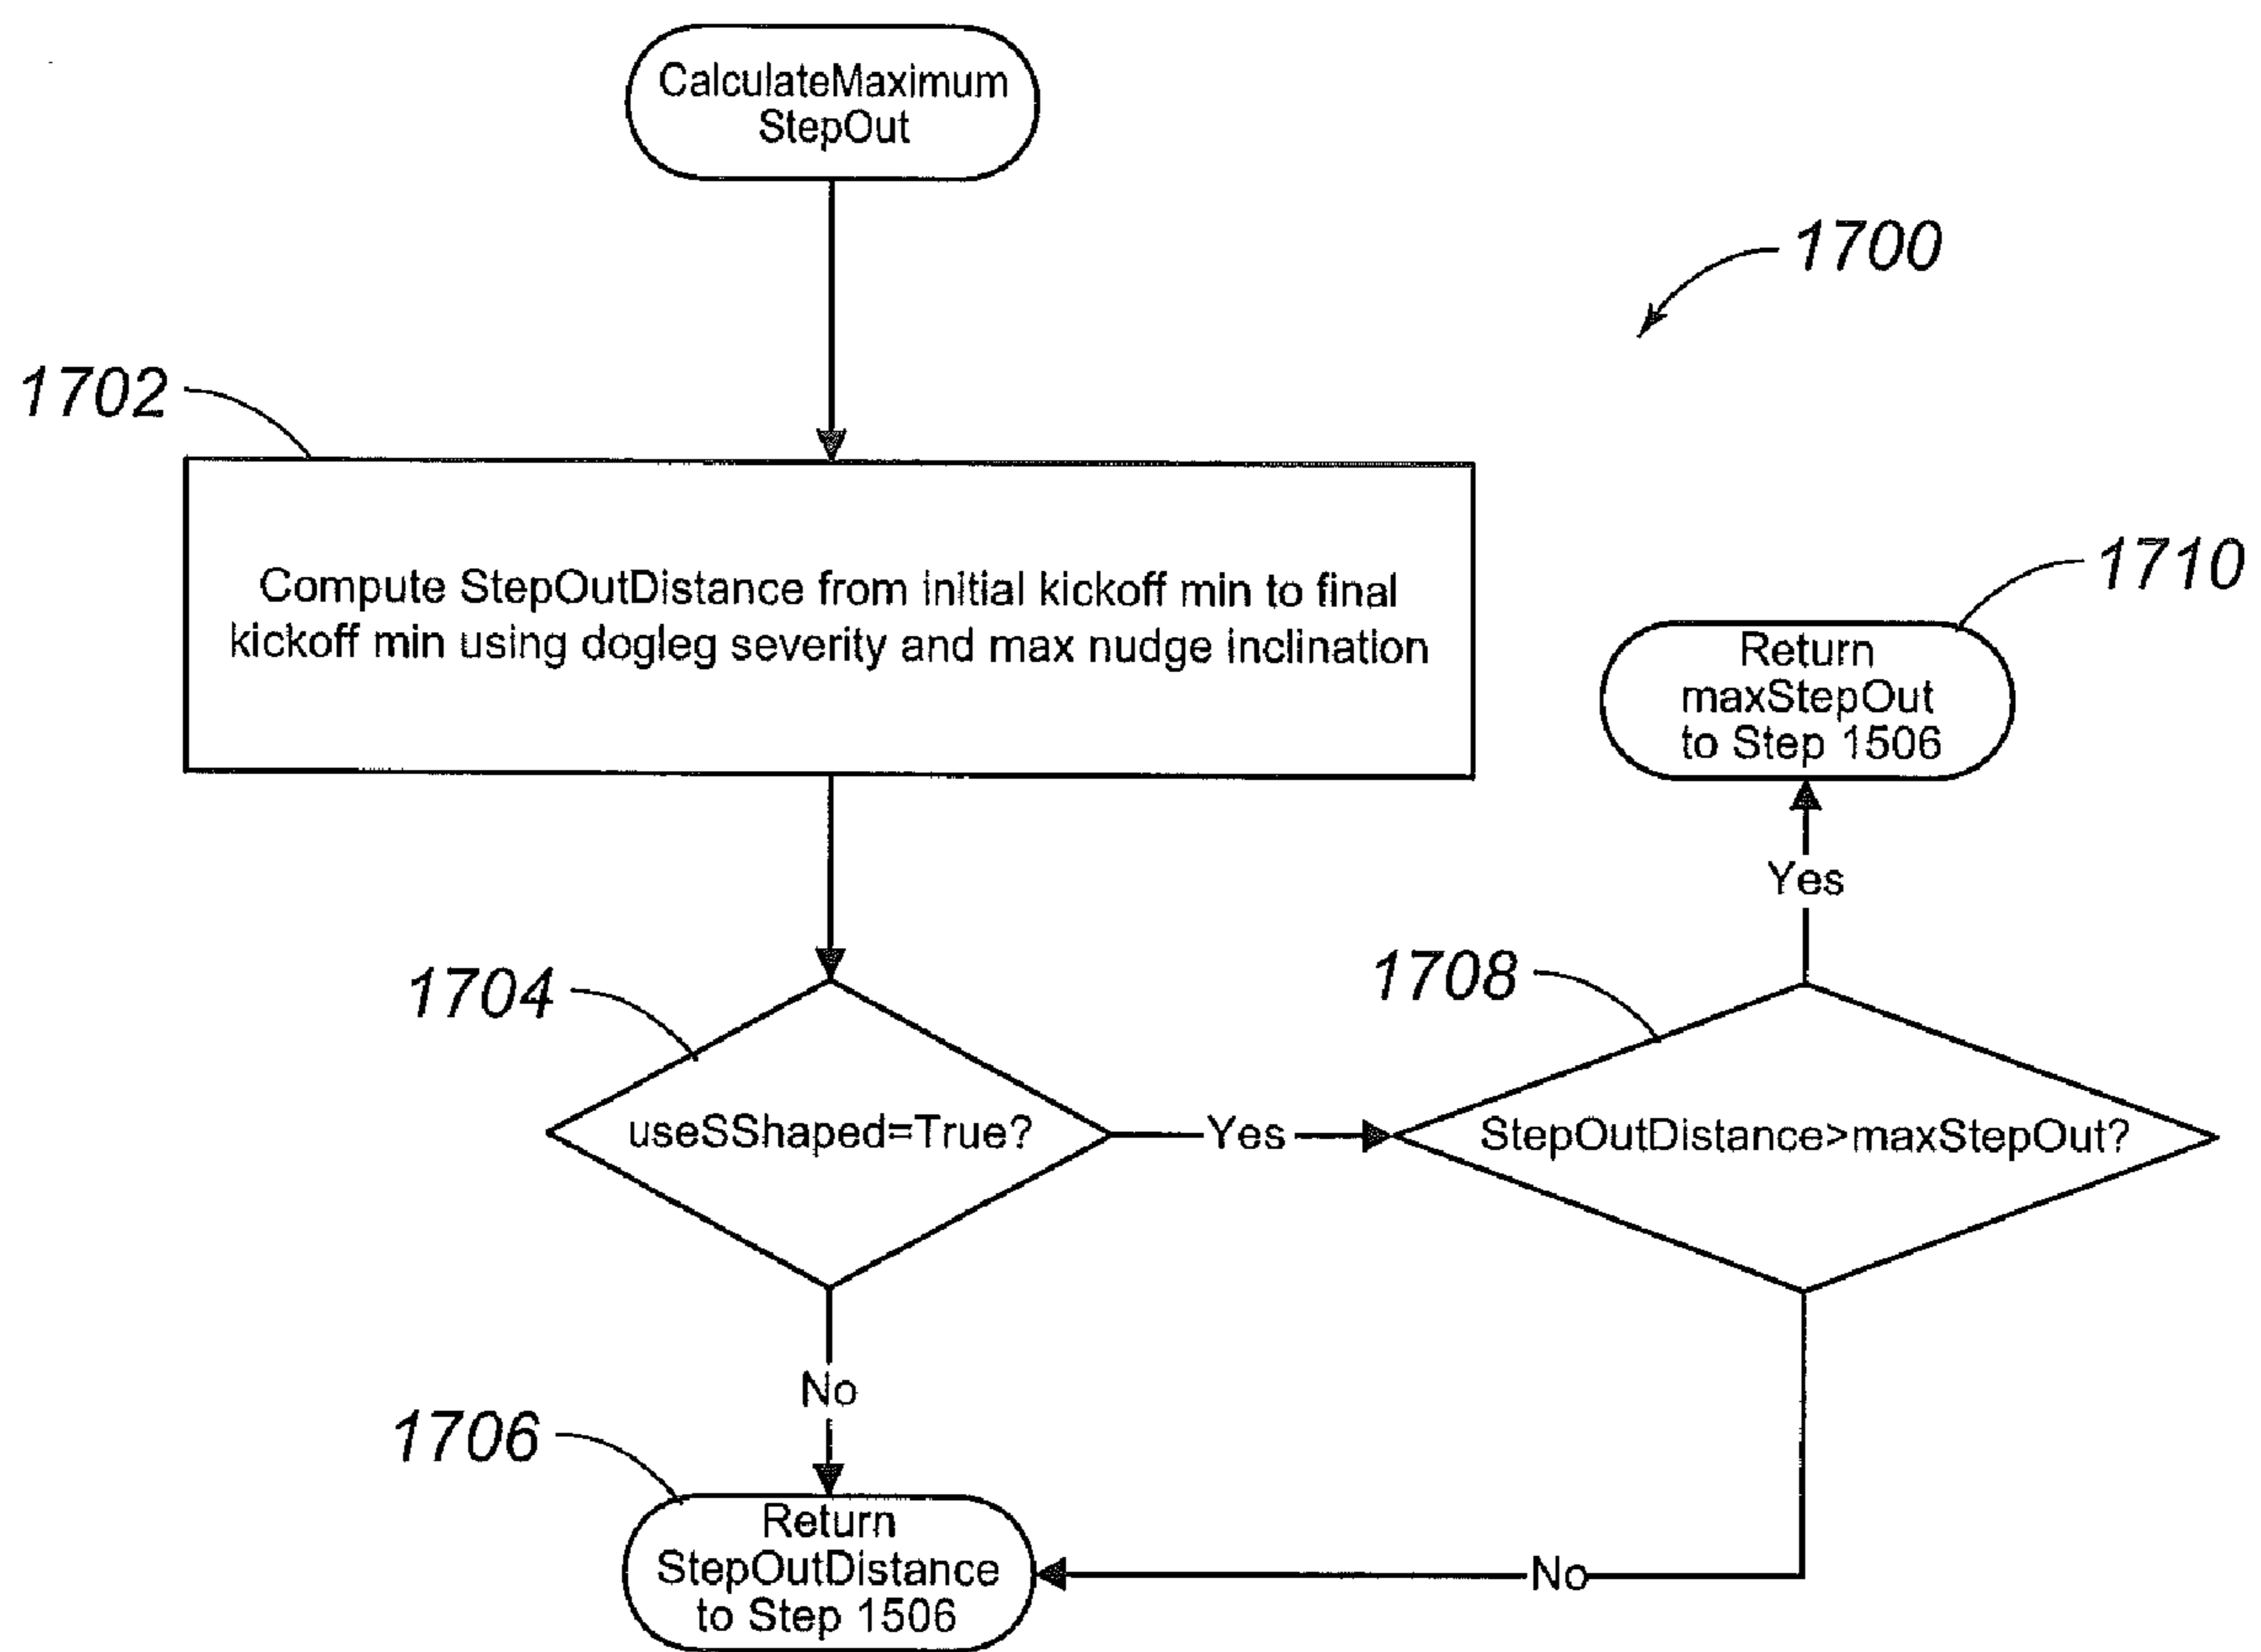 CalculateMaximum
StepOut
1700
1702
Compute StepOutDistance from initial kickoff min to final
kickoff min using dogleg severity and max nudge inclination
1710
Return
maxStepOut
to Step 1506
Yes
1704
1708
useSShaped=True?
Yes
StepOutDistance>maxStepOut?
No
1706
Return
StepOutDistance
to Step 1506
No